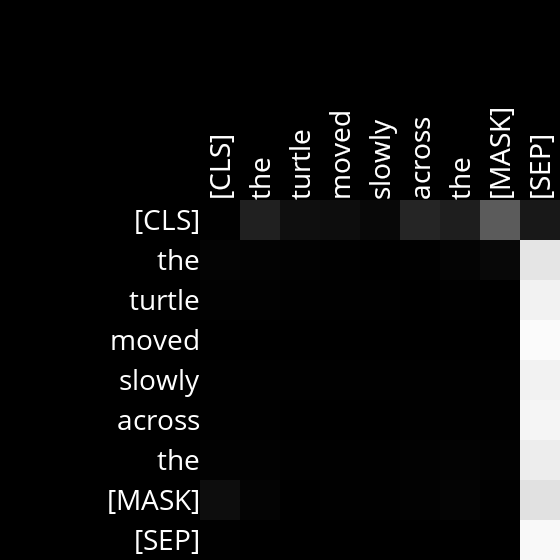 [CLS]
the
turtle
moved
slowly
across
the
[MASK]
[SEP]
[CLS]
the
turtle
moved
slowly
across
the
[MASK]
[SEP]